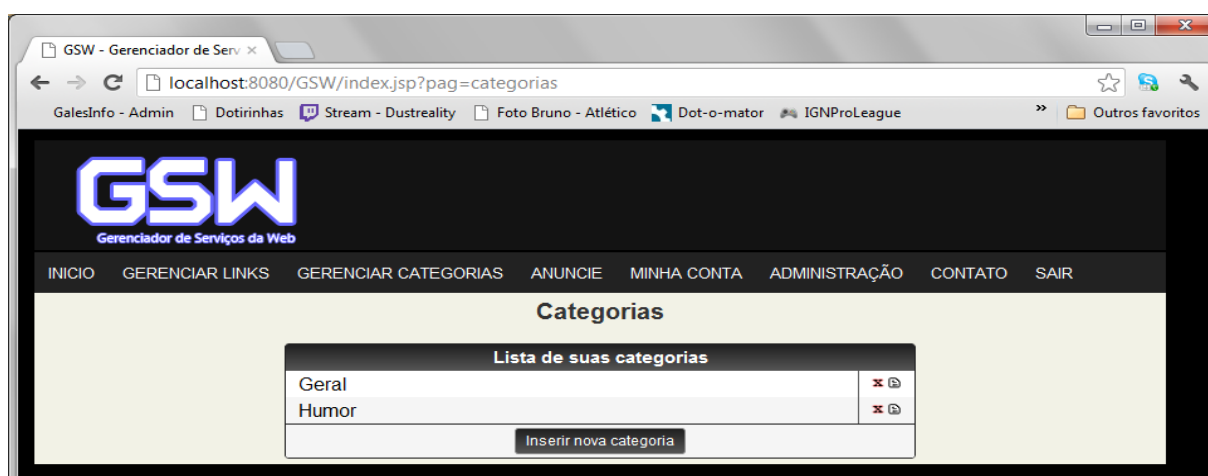 GSW - Gerenciador de Serv
localhost:8080/GSW/index.jsp?pag=categorias
GalesInfo - Admin Dotirinhas Stream - Dustreality Foto Bruno - Atlético Dot-o-mator IGNProLeague » Outros favoritos
GSW
Gerenciador de Serviços da Web
INICIO GERENCIAR LINKS GERENCIAR CATEGORIAS ANUNCIE MINHA CONTA ADMINISTRAÇÃO CONTATO SAIR
Categorias
Lista de suas categorias
Geral
Humor
Inserir nova categoria